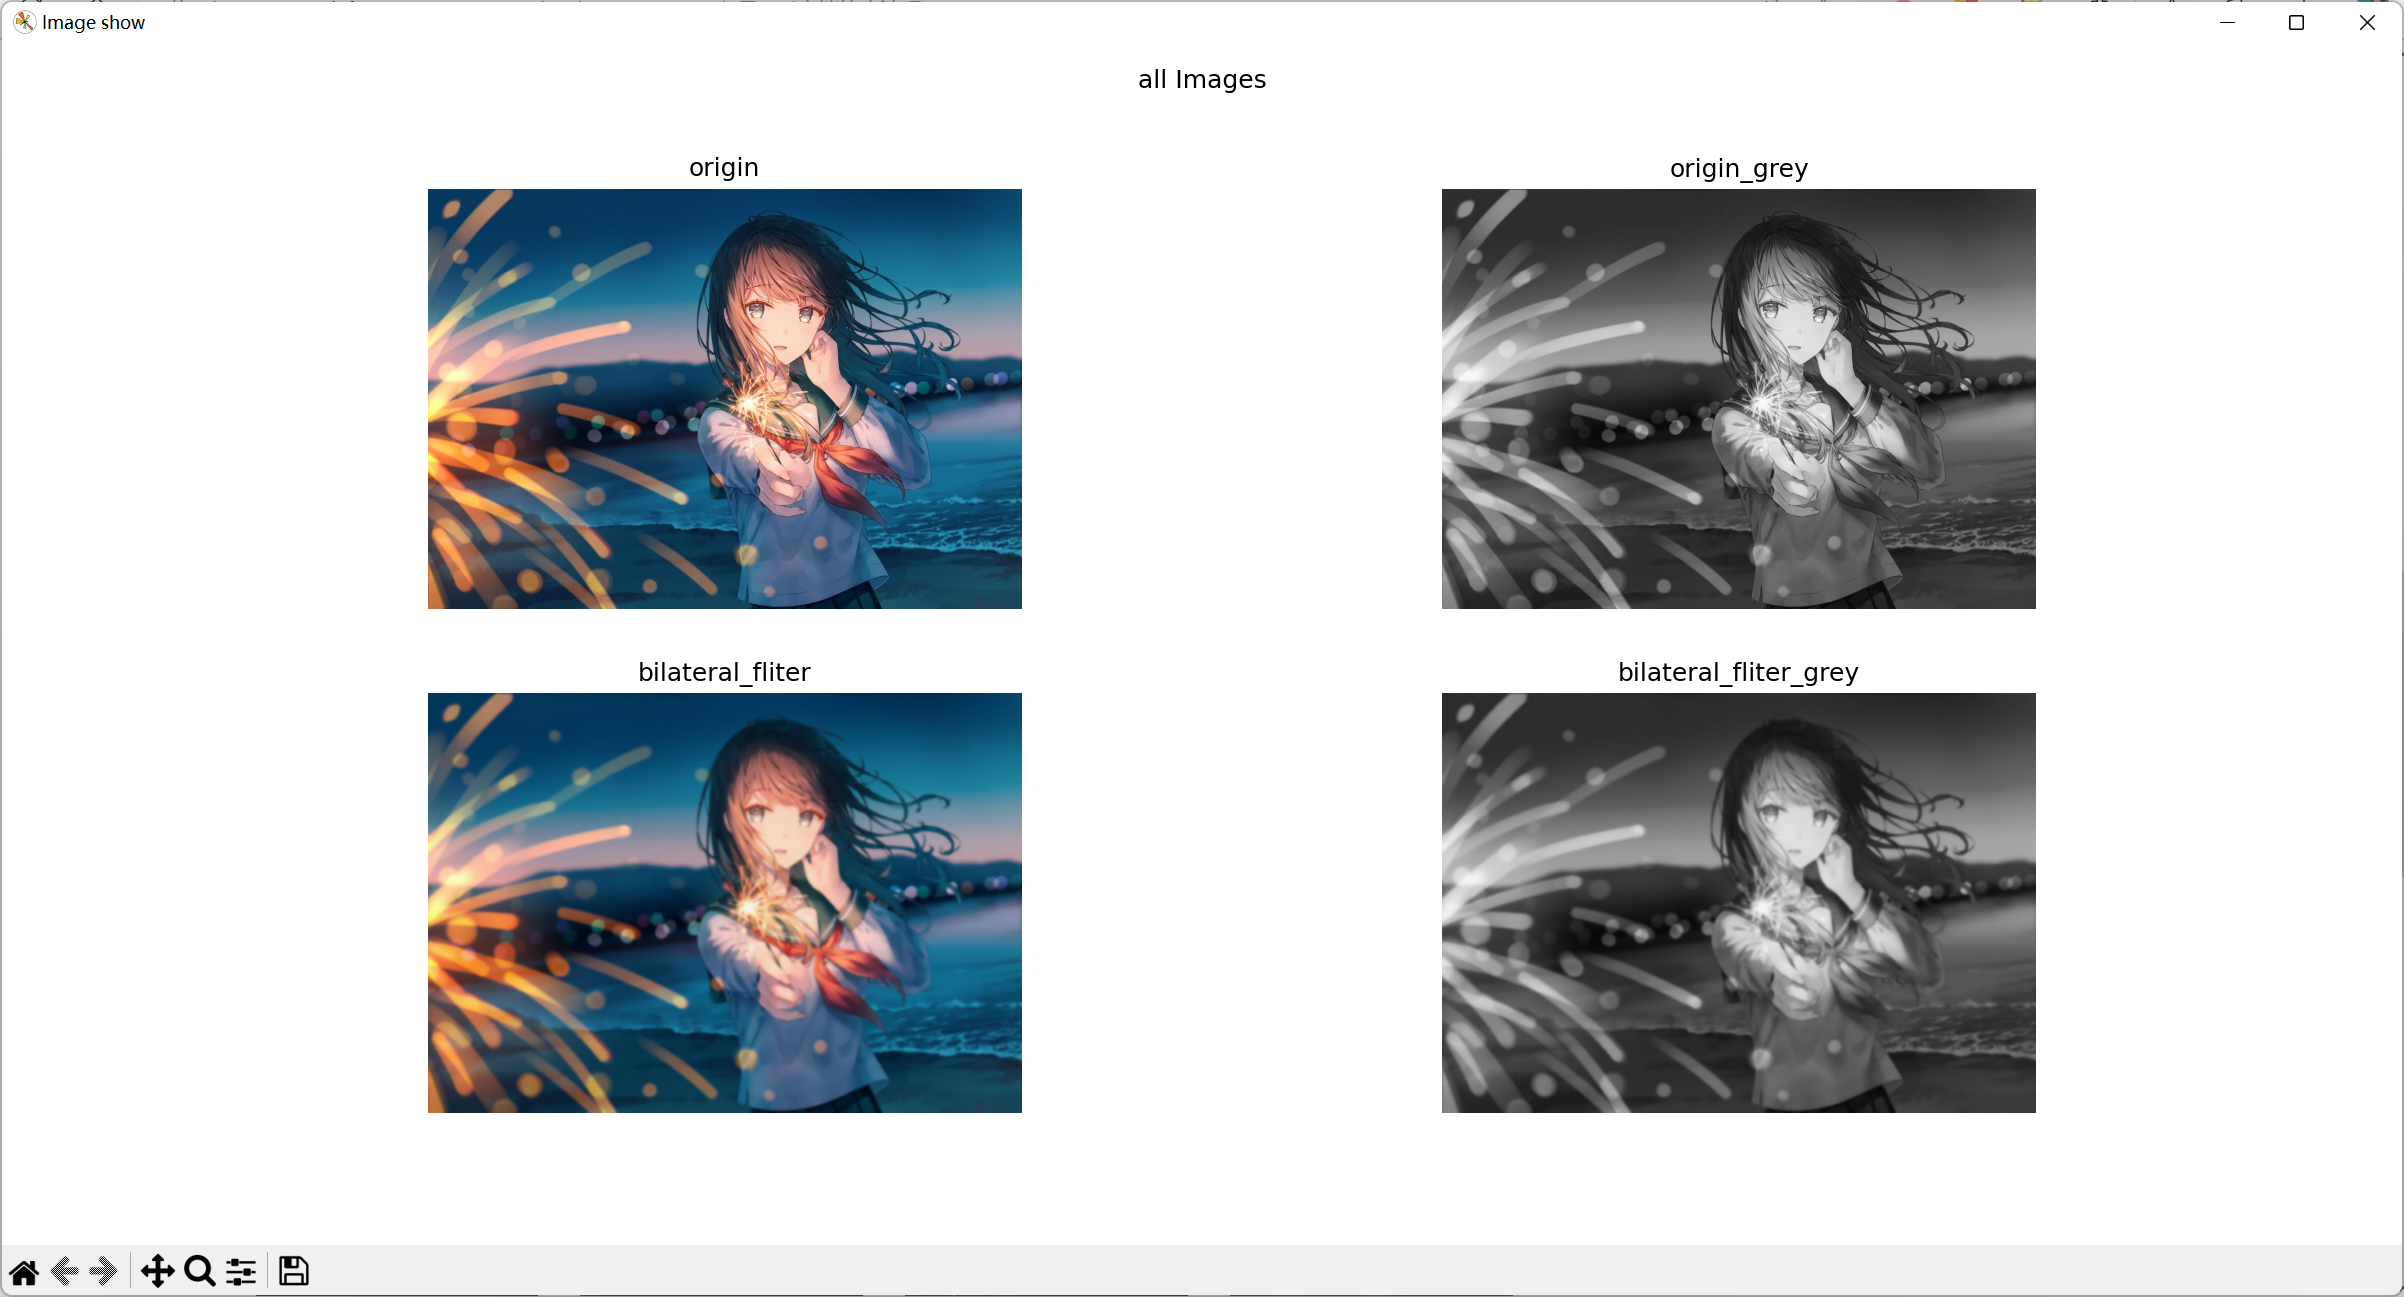 Image show
all Images
origin
origin_grey
bilateral_fliter
bilateral_fliter_grey